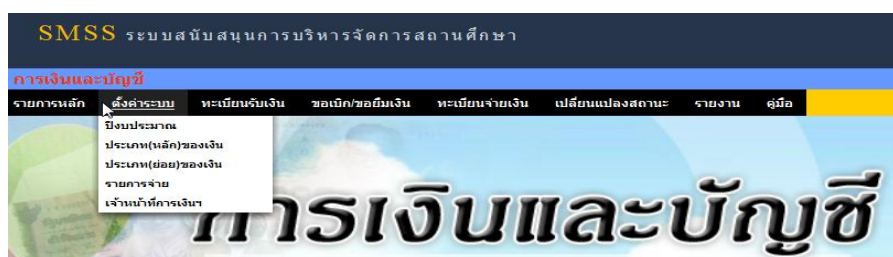 SMSS ระบบสนับสนุนการบริหารจัดการสถานศึกษา
การเงินและบัญชี
รายการหลัก ตั้งค่าระบบ ทะเบียนรับเงิน ขอเบิก/ขอยืมเงิน ทะเบียนจ่ายเงิน เปลี่ยนแปลงสถานะ รายงาน คู่มือ
ปีงบประมาณ
ประเภท(หลัก)ของเงิน
ประเภท(ย่อย)ของเงิน
รายการจ่าย
เจ้าหน้าที่การเงินฯ
การเงินและบัญชี